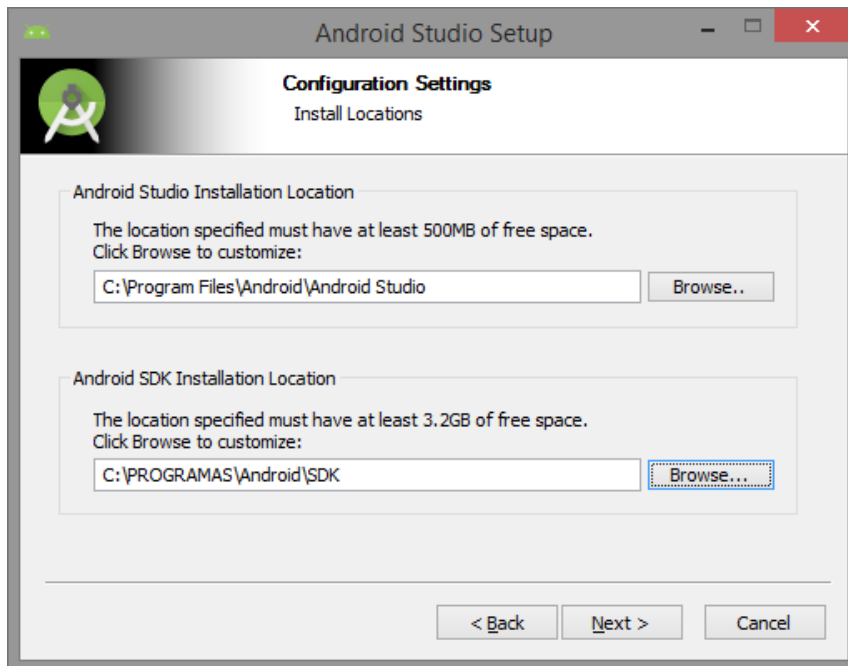 Android Studio Setup
Configuration Settings
Install Locations
Android Studio Installation Location
The location specified must have at least 500MB of free space.
Click Browse to customize:
C:\Program Files\Android\Android Studio
Browse..
Android SDK Installation Location
The location specified must have at least 3.2GB of free space.
Click Browse to customize:
C:\PROGRAMAS\Android\SDK
Browse...
< Back
Next >
Cancel